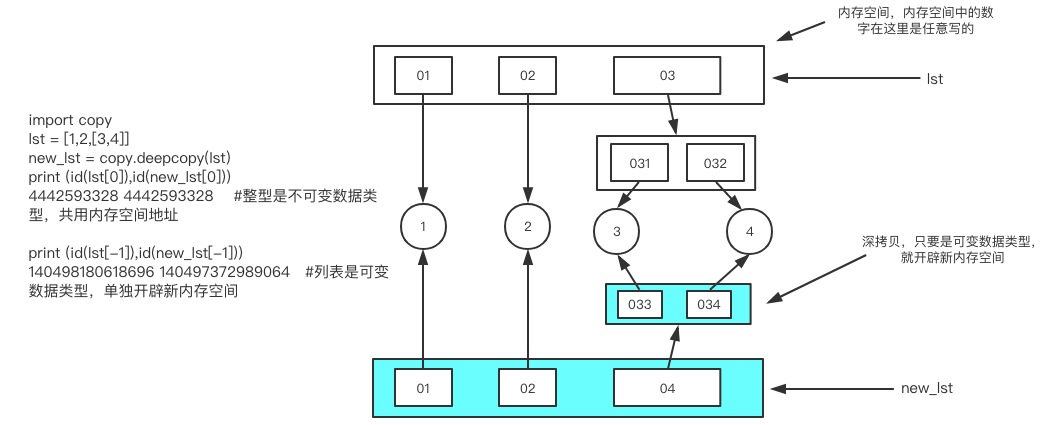 内存空间，内存空间中的数
字在这里是任意写的
01
02
03
lst
import copy
lst = [1,2,[3,4]]
new_lst = copy.deepcopy(lst)
print (id(lst[0]),id(new_lst[0]))
4442593328 4442593328 #整型是不可变数据类
型，共用内存空间地址
print (id(lst[-1]),id(new_lst[-1]))
140498180618696 140497372989064 #列表是可变
数据类型，单独开辟新内存空间
031
032
1
2
3
4
深拷贝，只要是可变数据类型，
就开辟新内存空间
033
034
01
02
04
new_lst